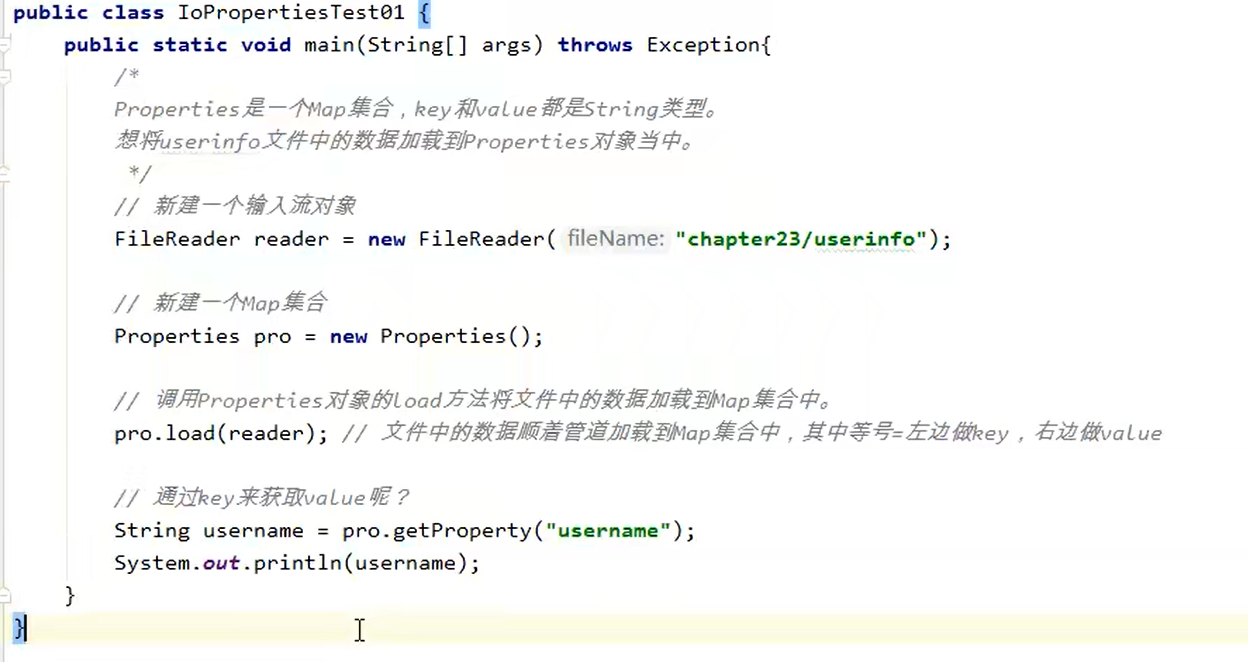 public class IoPropertiesTest01 {
public static void main(String[] args) throws Exception{
/*
Properties是一个Map集合，key和value都是String类型。
想将userinfo文件中的数据加载到Properties对象当中。
*/
// 新建一个输入流对象
FileReader reader = new FileReader( fileName: "chapter23/userinfo");
// 新建一个Map集合
Properties pro = new Properties();
// 调用Properties对象的load方法将文件中的数据加载到Map集合中。
pro.load(reader); // 文件中的数据顺着管道加载到Map集合中，其中等号=左边做key，右边做value
// 通过key来获取value呢？
String username = pro.getProperty("username");
System.out.println(username);
}
}